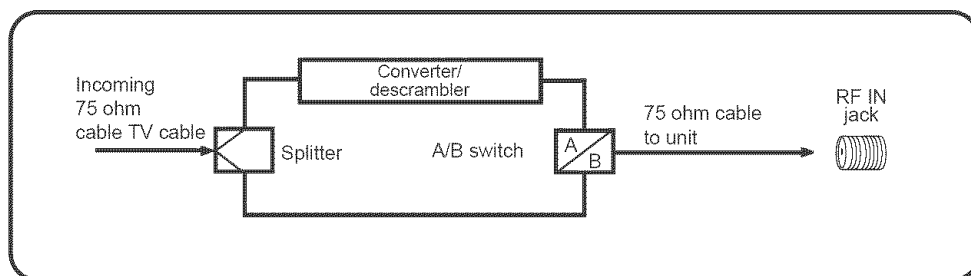 Converter/
descrambler
Incoming
75 ohm
cable TV cable
Splitter
A/B switch
A
B
75 ohm cable
to unit
RF IN
jack